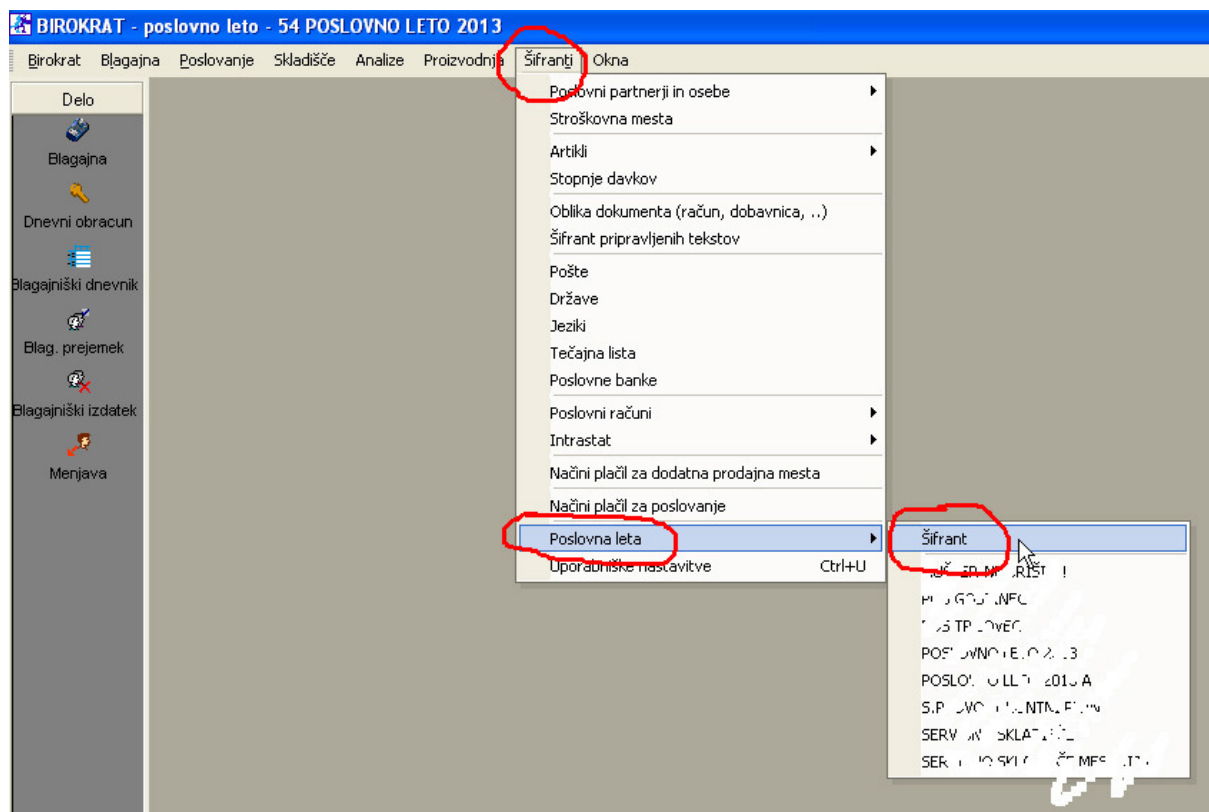 BIROKRAT - poslovno leto - 54 POSLOVNO LETO 2013
Birokrat Blagajna Poslovanje Skladišče Analize Proizvodnja Šifranti Okna
Delo
Blagajna
Dnevni obracun
Blagajniški dnevnik
Blag. prejemek
Blagajniški izdatek
Menjava
Poslovni partnerji in osebe
Stroškovna mesta
Artikli
Stopnje davkov
Oblika dokumenta (račun, dobavnica, ..)
Šifrant pripravljenih tekstov
Pošte
Države
Jeziki
Tečajna lista
Poslovne banke
Poslovni računi
Intrastat
Načini plačil za dodatna prodajna mesta
Načini plačil za poslovanje
Poslovna leta
Uporabniške nastavitve Ctrl+U
Šifrant